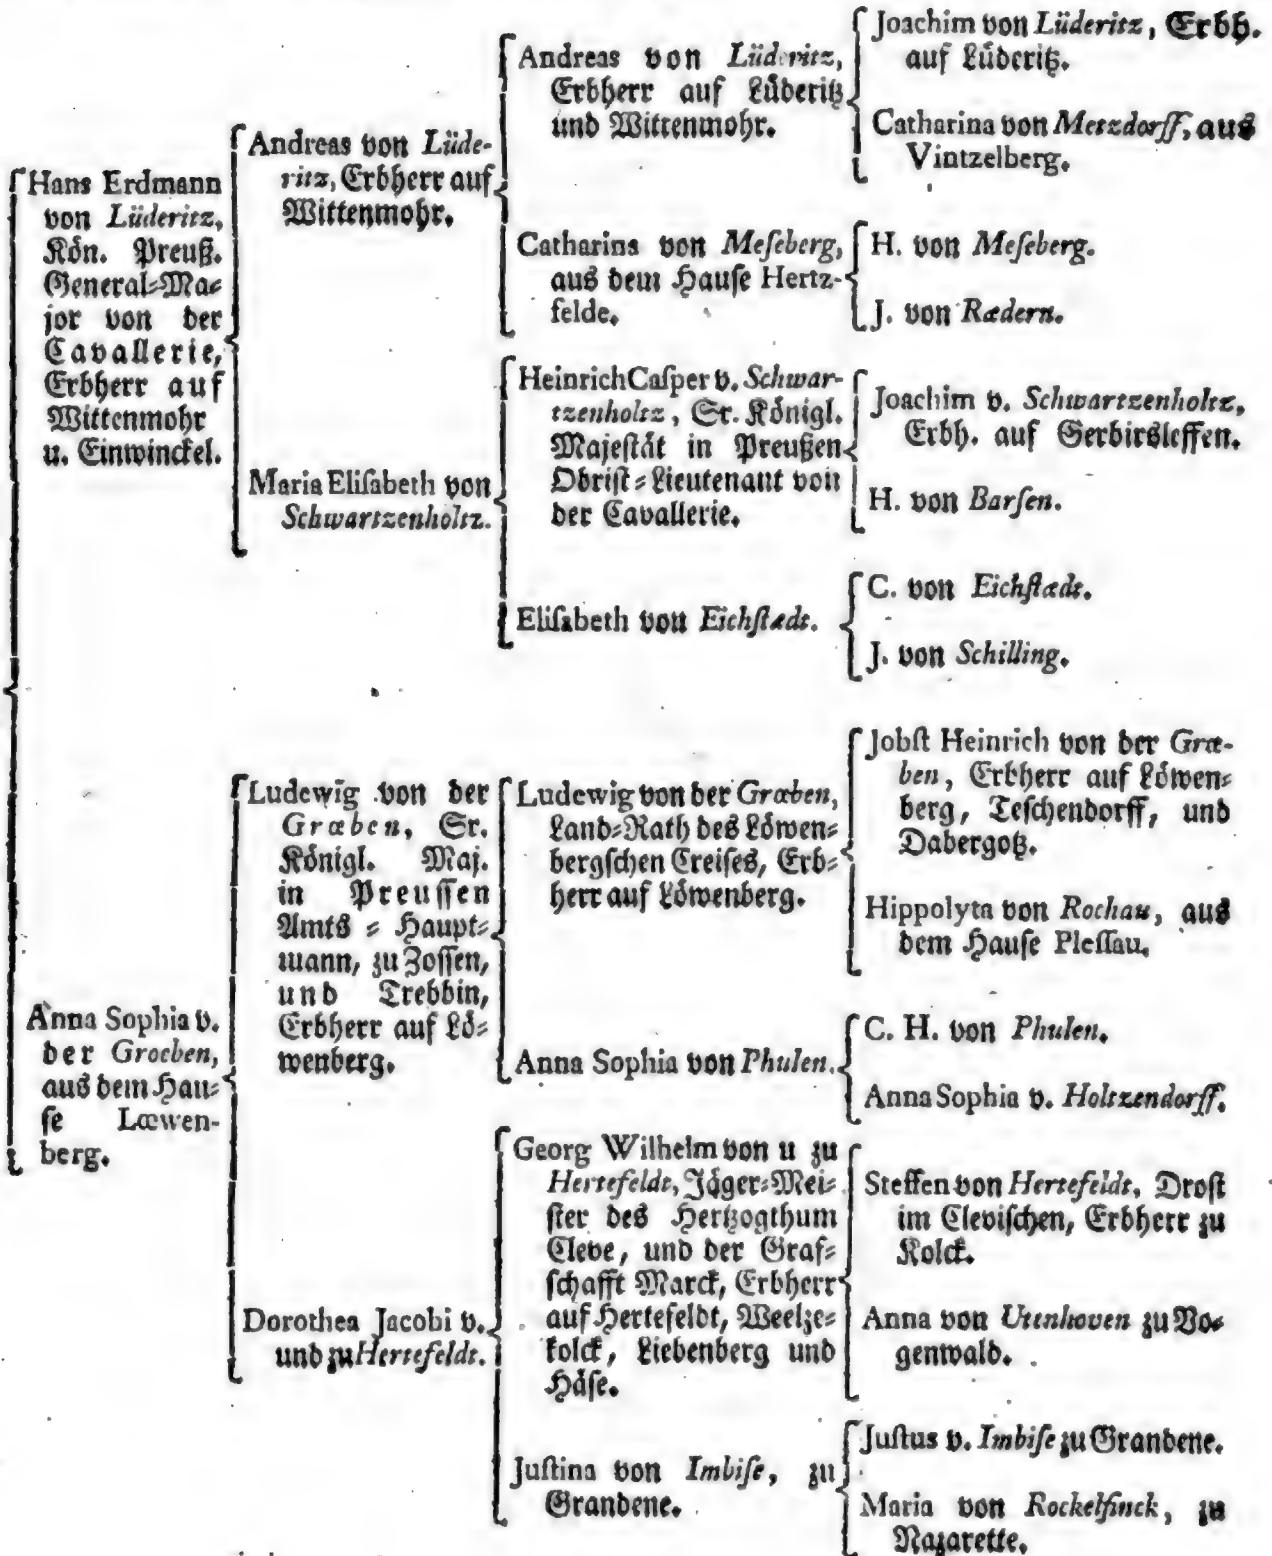 Hans Erdmann
von Lüderitz,
Kön. Preuß.
General-Ma-
jor von der
Cavallerie,
Erbherr auf
Wittenmohr
u. Einwinckel.
Anna Sophia v.
der Groeben,
aus dem Hau-
se Lœwen-
berg.
Andreas von Lüde-
ritz, Erbherr auf
Wittenmohr.
Maria Eliſabeth von
Schwartzenholtz.
Ludewig von der
Græben, Sr.
Königl. Maj.
in Preuſſen
Amts-Haupt-
mann, zu Zoſſen,
und Trebbin,
Erbherr auf Lö-
wenberg.
Dorothea Jacobi v.
und zu Hertefeldt.
Andreas von Lüderitz,
Erbherr auf Lüderitz
und Wittenmohr.
Catharina von Meſeberg,
aus dem Hauſe Hertz-
felde.
Heinrich Caſper v. Schwar-
tzenholtz, Sr. Königl.
Majeſtät in Preußen
Obriſt-Lieutenant von
der Cavallerie.
Eliſabeth von Eichſtædt.
Ludewig von der Græben,
Land-Rath des Löwen-
bergſchen Creiſes, Erb-
herr auf Löwenberg.
Anna Sophia von Phulen.
Georg Wilhelm von u zu
Hertefeldt, Jäger-Mei-
ſter des Hertzogthum
Cleve, und der Graf-
ſchafft Marck, Erbherr
auf Hertefeldt, Weelze-
kolck, Liebenberg und
Häſe.
Juſtina von Imbiſe, zu
Grandene.
Joachim von Lüderitz, Erbh.
auf Lüderitz.
Catharina von Metzdorff, aus
Vintzelberg.
H. von Meſeberg.
J. von Rædern.
Joachim v. Schwartzenholtz,
Erbh. auf Gerbirsleffen.
H. von Barſen.
C. von Eichſtædt.
J. von Schilling.
Jobſt Heinrich von der Græ-
ben, Erbherr auf Löwen-
berg, Teſchendorff, und
Dabergotz.
Hippolyta von Rochau, aus
dem Hauſe Pleſſau.
C. H. von Phulen.
Anna Sophia v. Holtzendorff.
Steffen von Hertefeldt, Droſt
im Cleviſchen, Erbherr zu
Kolck.
Anna von Utenhoven zu Bo-
genwald.
Juſtus v. Imbiſe zu Grandene.
Maria von Rockelfinck, zu
Nazarette.